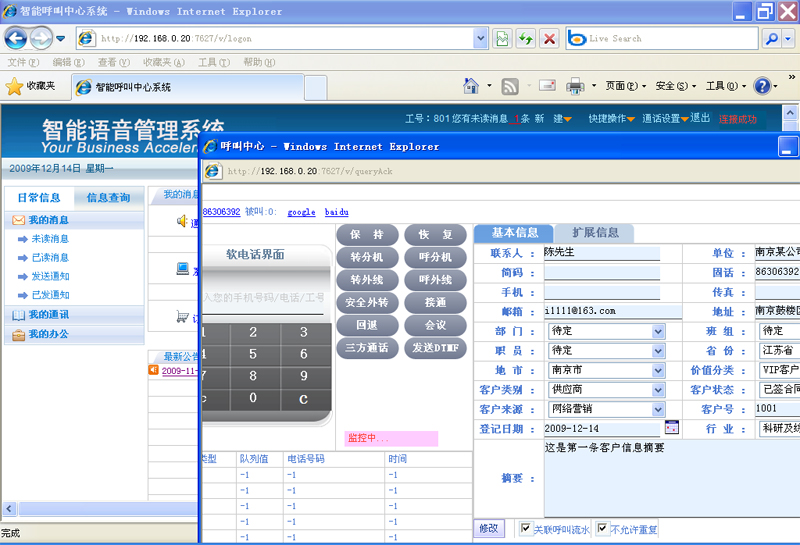 智能呼叫中心系统 - Windows Internet Explorer
http://192.168.0.20:7627/v/logon
Live Search
文件(F) 编辑(E) 查看(V) 收藏夹(A) 工具(T) 帮助(H)
收藏夹 智能呼叫中心系统 页面(P) 安全(S) 工具(O)
智能语音管理系统
Your Business Acceler
工号：801您有未读消息 1条 新 建 快捷操作 通话设置 退出 连接成功
2009年12月14日 星期一
日常信息 信息查询
我的消息
未读消息
已读消息
发送通知
已发通知
我的通讯
我的办公
我的消息
最新公告
2009-11-
呼叫中心 - Windows Internet Explorer
http://192.168.0.20:7627/v/queryAck
86306392 被叫:0: google baidu
软电话界面
入您的手机号码/电话/工号
1 2 3
4 5 6
7 8 9
0 C
保 持 恢 复
转分机 呼分机
转外线 呼外线
安全外转 接通
回退 会议
三方通话 发送DTMF
监控中...
类型 队列值 电话号码 时间
-1 -1 -1
-1 -1 -1
-1 -1 -1
-1 -1 -1
-1 -1 -1
基本信息 扩展信息
联系人： 陈先生 单位： 南京某公司
简码： 固话： 86306392
手机： 传真：
邮箱： i1111@163.com 地址： 南京鼓楼区
部 门： 待定 班 组： 待定
职 员： 待定 省 份： 江苏省
地 市： 南京市 价值分类： VIP客户
客户类别： 供应商 客户状态： 已签合同
客户来源： 网络营销 客户号： 1001
登记日期： 2009-12-14 行 业： 科研及综
摘要： 这是第一条客户信息摘要
修改 关联呼叫流水 不允许重复
完成